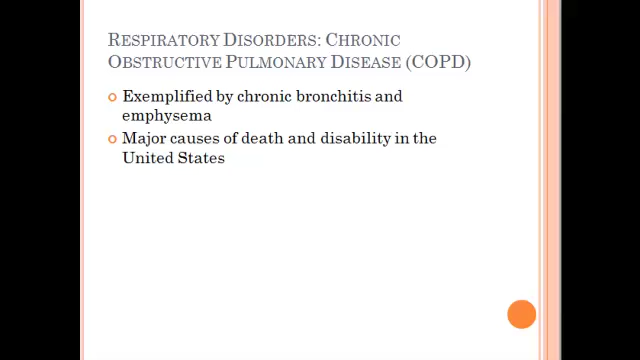 RESPIRATORY DISORDERS: CHRONIC
OBSTRUCTIVE PULMONARY DISEASE (COPD)
Exemplified by chronic bronchitis and
emphysema
Major causes of death and disability in the
United States